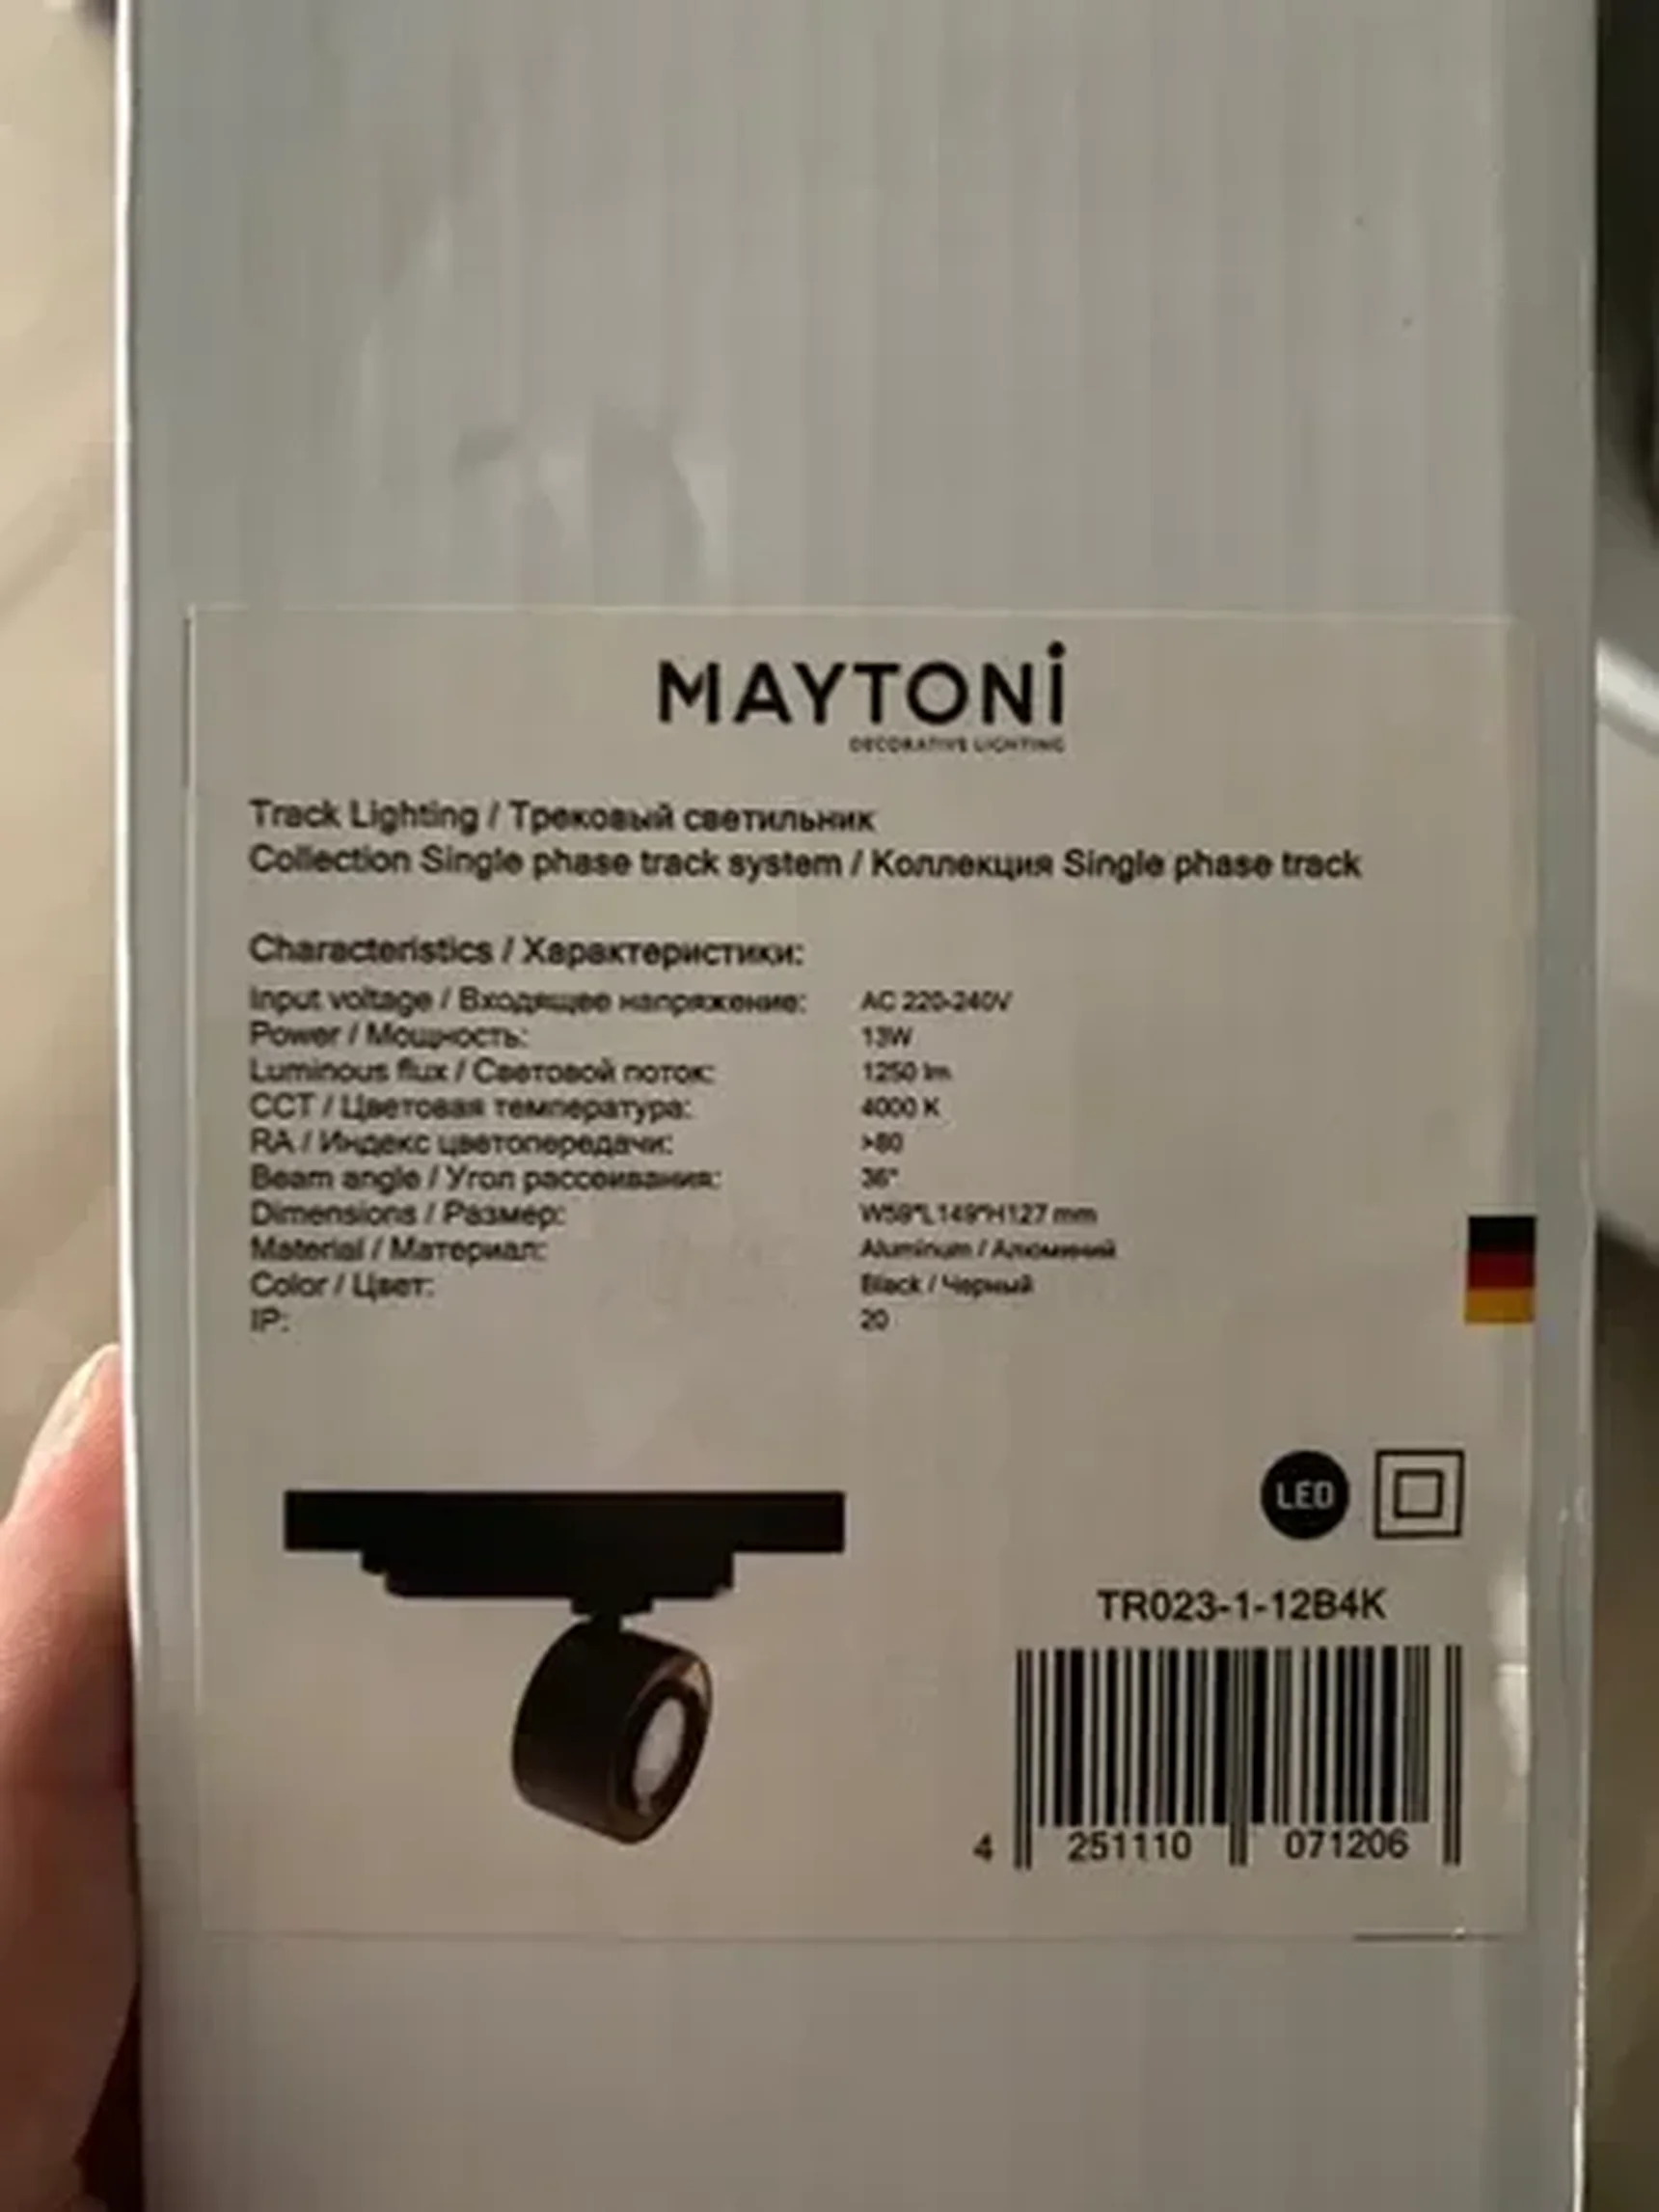 MAYTONi
DECORATIVE LIGHTING
Track Lighting / Трековый светильник
Collection Single phase track system / Коллекция Single phase track
Characteristics / Характеристики:
Input voltage / Входящее напряжение: AC 220-240V
Power / Мощность: 13W
Luminous flux / Световой поток: 1250 lm
CCT / Цветовая температура: 4000 K
RA / Индекс цветопередачи: >80
Beam angle / Угол рассеивания: 36°
Dimensions / Размер: W59*L149*H127 mm
Material / Материал: Aluminum / Алюминий
Color / Цвет: Black / Черный
IP: 20
LED
TR023-1-12B4K
4 251110 071206